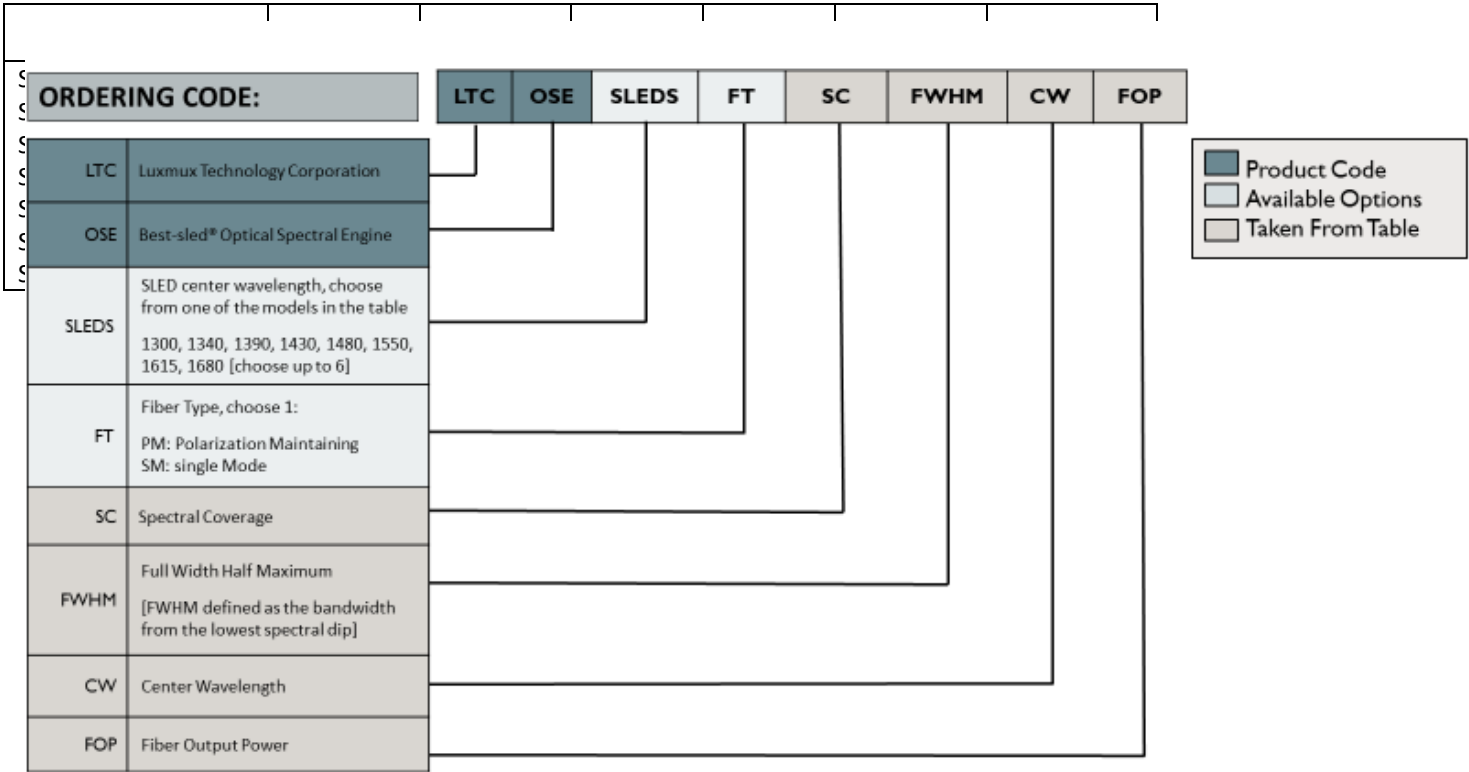 ORDERING CODE:
LTC OSE SLEDS FT SC FWHM CW FOP
LTC Luxmux Technology Corporation
OSE Best-sled® Optical Spectral Engine
SLEDS
SLED center wavelength, choose
from one of the models in the table
1300, 1340, 1390, 1430, 1480, 1550,
1615, 1680 [choose up to 6]
FT
Fiber Type, choose 1:
PM: Polarization Maintaining
SM: single Mode
SC Spectral Coverage
FWHM
Full Width Half Maximum
[FWHM defined as the bandwidth
from the lowest spectral dip]
CW Center Wavelength
FOP Fiber Output Power
Product Code
Available Options
Taken From Table